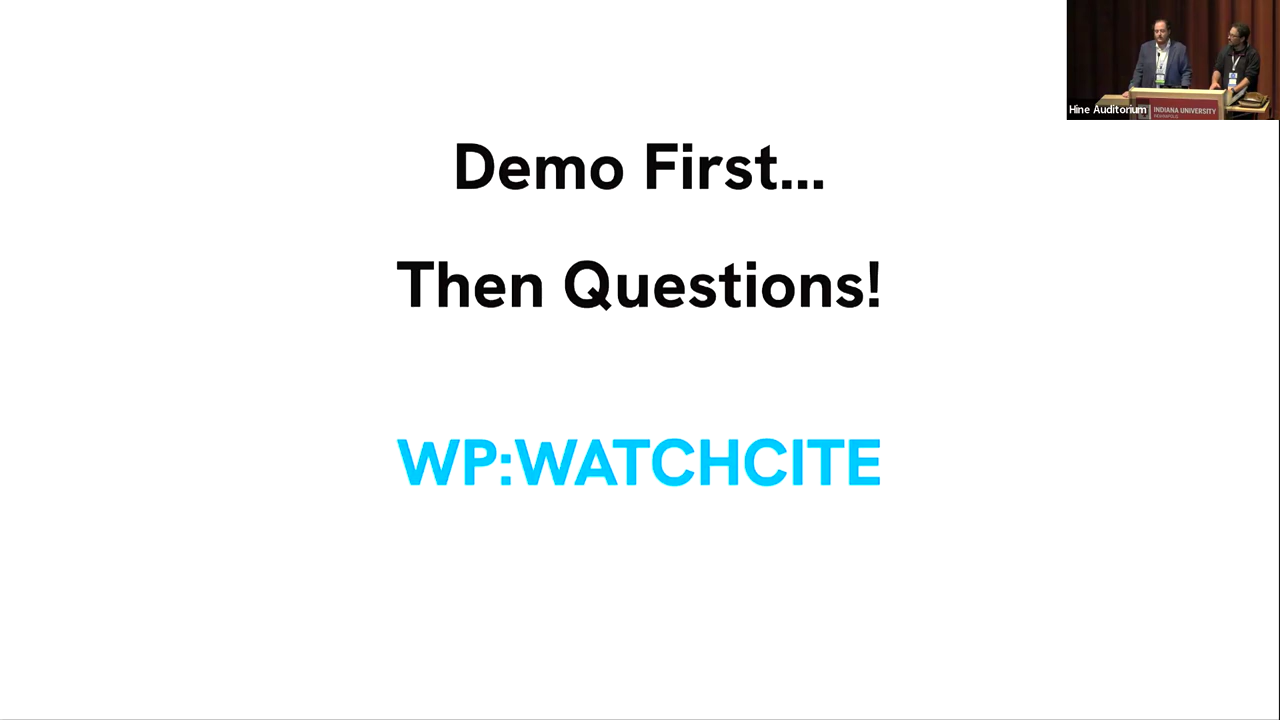 Demo First...
Then Questions!
WP:WATCHCITE
Hine Auditorium
INDIANA UNIVERSITY